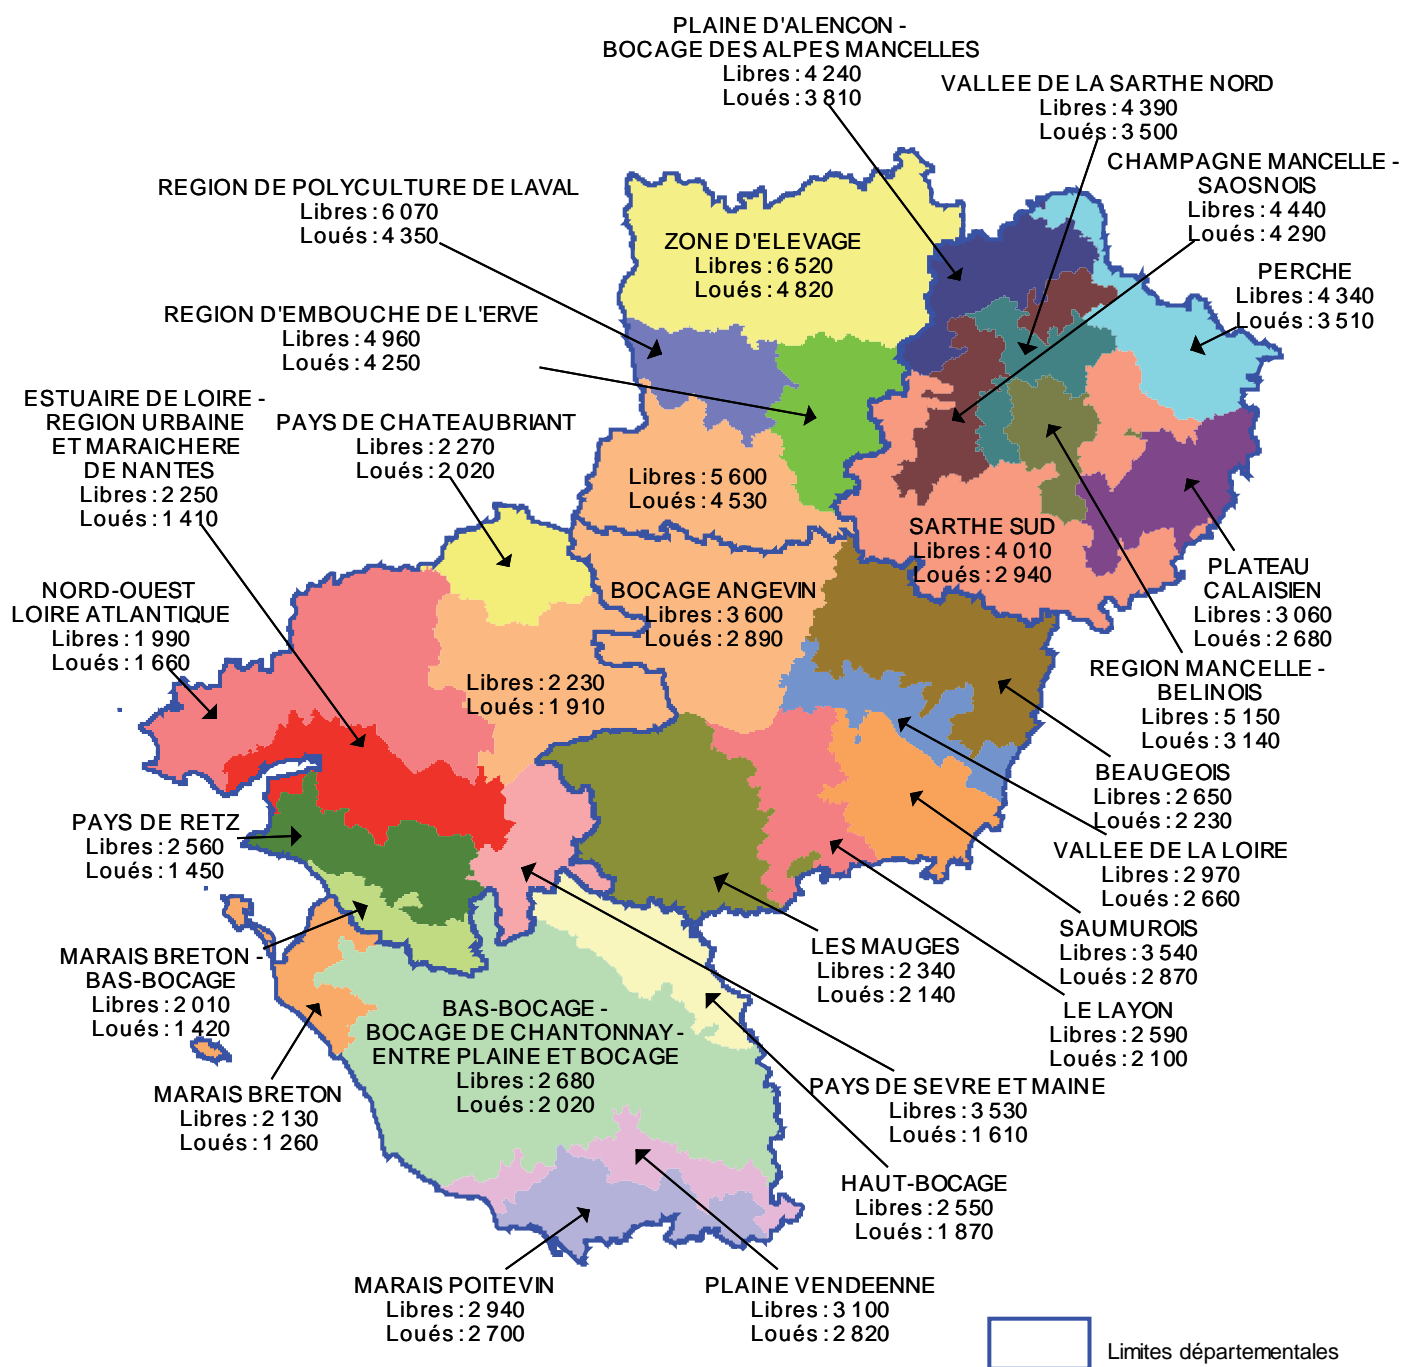 PLAINE D'ALENCON -
BOCAGE DES ALPES MANCELLES
Libres : 4 240
Loués : 3 810
VALLEE DE LA SARTHE NORD
Libres : 4 390
Loués : 3 500
CHAMPAGNE MANCELLE -
SAOSNOIS
Libres : 4 440
Loués : 4 290
REGION DE POLYCULTURE DE LAVAL
Libres : 6 070
Loués : 4 350
ZONE D'ELEVAGE
Libres : 6 520
Loués : 4 820
PERCHE
Libres : 4 340
Loués : 3 510
REGION D'EMBOUCHE DE L'ERVE
Libres : 4 960
Loués : 4 250
ESTUAIRE DE LOIRE -
REGION URBAINE
ET MARAICHERE
DE NANTES
Libres : 2 250
Loués : 1 410
PAYS DE CHATEAUBRIANT
Libres : 2 270
Loués : 2 020
Libres : 5 600
Loués : 4 530
SARTHE SUD
Libres : 4 010
Loués : 2 940
PLATEAU
CALAISIEN
Libres : 3 060
Loués : 2 680
NORD-OUEST
LOIRE ATLANTIQUE
Libres : 1 990
Loués : 1 660
BOCAGE ANGEVIN
Libres : 3 600
Loués : 2 890
Libres : 2 230
Loués : 1 910
REGION MANCELLE -
BELINOIS
Libres : 5 150
Loués : 3 140
BEAUGEOIS
Libres : 2 650
Loués : 2 230
PAYS DE RETZ
Libres : 2 560
Loués : 1 450
VALLEE DE LA LOIRE
Libres : 2 970
Loués : 2 660
SAUMUROIS
Libres : 3 540
Loués : 2 870
LES MAUGES
Libres : 2 340
Loués : 2 140
MARAIS BRETON -
BAS-BOCAGE
Libres : 2 010
Loués : 1 420
LE LAYON
Libres : 2 590
Loués : 2 100
BAS-BOCAGE -
BOCAGE DE CHANTONNAY -
ENTRE PLAINE ET BOCAGE
Libres : 2 680
Loués : 2 020
MARAIS BRETON
Libres : 2 130
Loués : 1 260
PAYS DE SEVRE ET MAINE
Libres : 3 530
Loués : 1 610
HAUT-BOCAGE
Libres : 2 550
Loués : 1 870
MARAIS POITEVIN
Libres : 2 940
Loués : 2 700
PLAINE VENDEENNE
Libres : 3 100
Loués : 2 820
Limites départementales